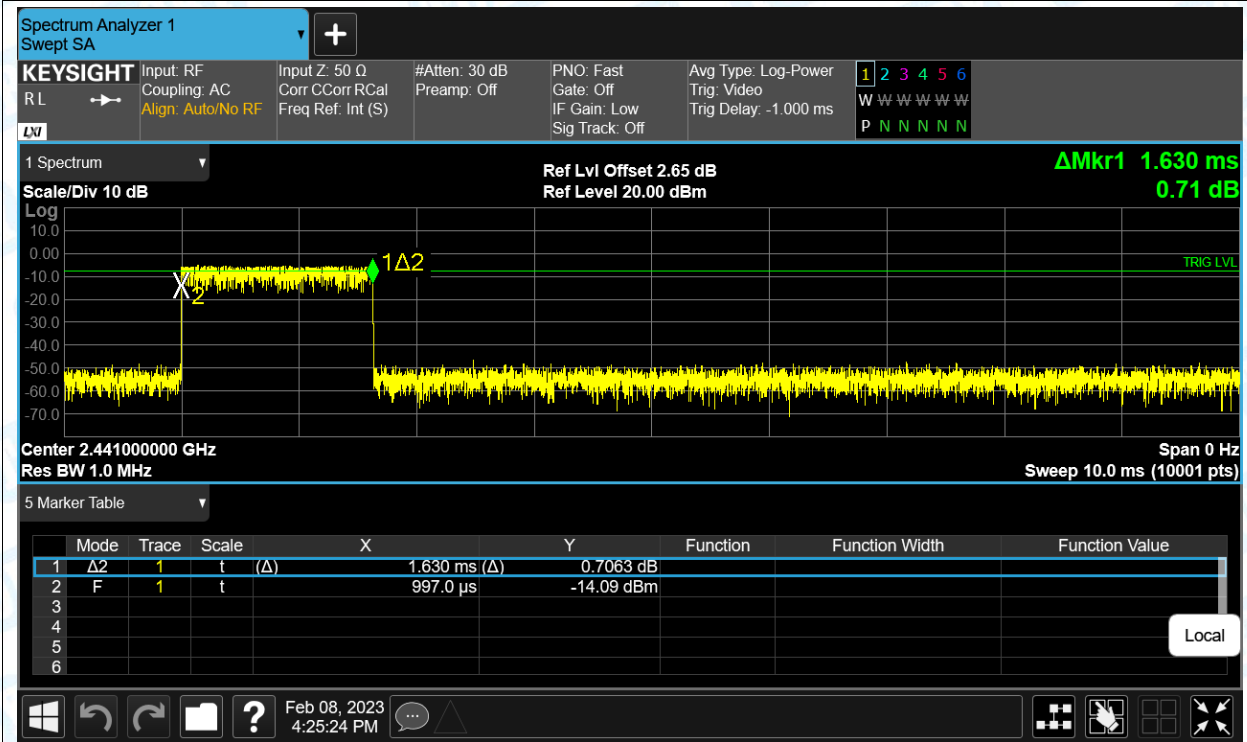 Spectrum Analyzer 1
Swept SA
+
KEYSIGHT
R L
LXI
Input: RF
Coupling: AC
Align: Auto/No RF
Input Z: 50 Ω
Corr CCorr RCal
Freq Ref: Int (S)
#Atten: 30 dB
Preamp: Off
PNO: Fast
Gate: Off
IF Gain: Low
Sig Track: Off
Avg Type: Log-Power
Trig: Video
Trig Delay: -1.000 ms
1 2 3 4 5 6
W W W W W W
P N N N N N
1 Spectrum
Scale/Div 10 dB
Ref Lvl Offset 2.65 dB
Ref Level 20.00 dBm
ΔMkr1 1.630 ms
0.71 dB
Log
10.0
0.00
-10.0
-20.0
-30.0
-40.0
-50.0
-60.0
-70.0
1Δ2
2
TRIG LVL
Center 2.441000000 GHz
Res BW 1.0 MHz
Span 0 Hz
Sweep 10.0 ms (10001 pts)
5 Marker Table
Mode Trace Scale X Y Function Function Width Function Value
1 Δ2 1 t (Δ) 1.630 ms (Δ) 0.7063 dB
2 F 1 t 997.0 µs -14.09 dBm
3
4
5
6
Local
?
Feb 08, 2023
4:25:24 PM